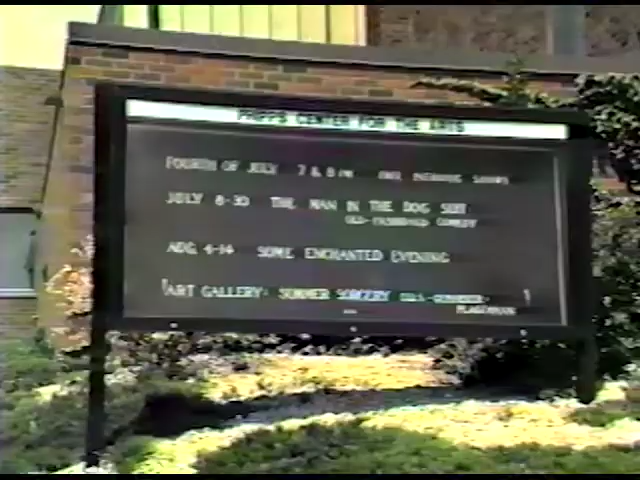 PHIPPS CENTER FOR THE ARTS
FOURTH OF JULY 7 & 8 PM
JULY 8-30 THE MAN IN THE DOG SUIT
OLD-FASHIONED COMEDY
AUG 4-14 SOME ENCHANTED EVENING
ART GALLERY: SUMMER